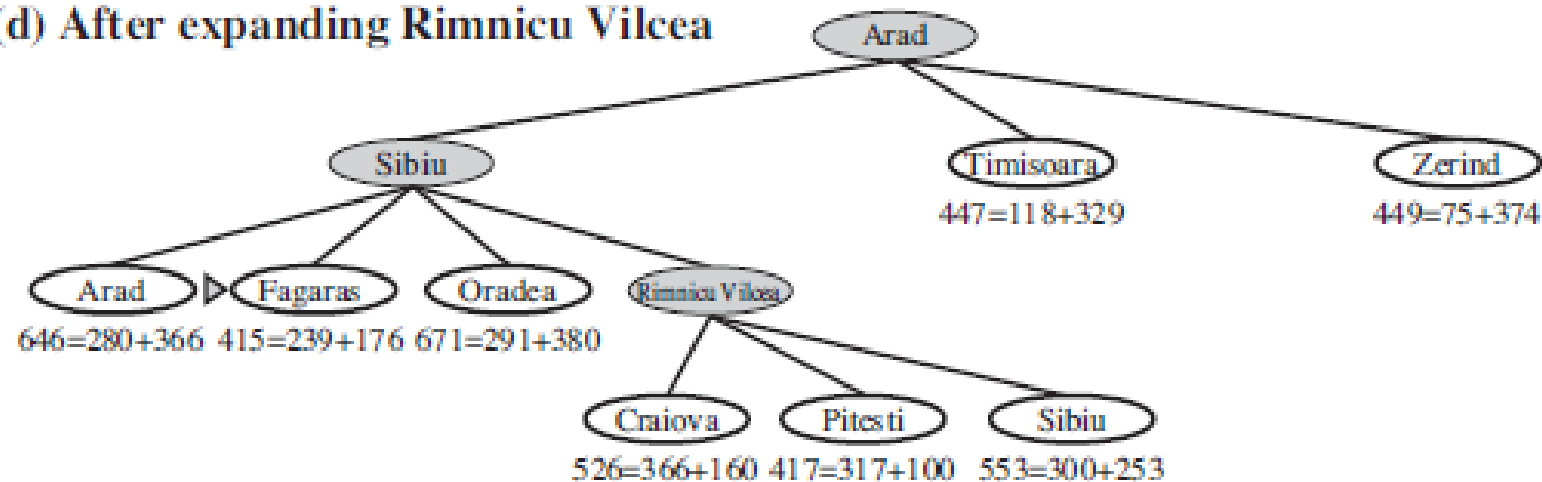 (d) After expanding Rimnicu Vilcea
Arad
Sibiu
Timisoara
Zerind
447=118+329
449=75+374
Arad
Fagaras
Oradea
Rimnicu Vilcea
646=280+366
415=239+176
671=291+380
Craiova
Pitesti
Sibiu
526=366+160
417=317+100
553=300+253